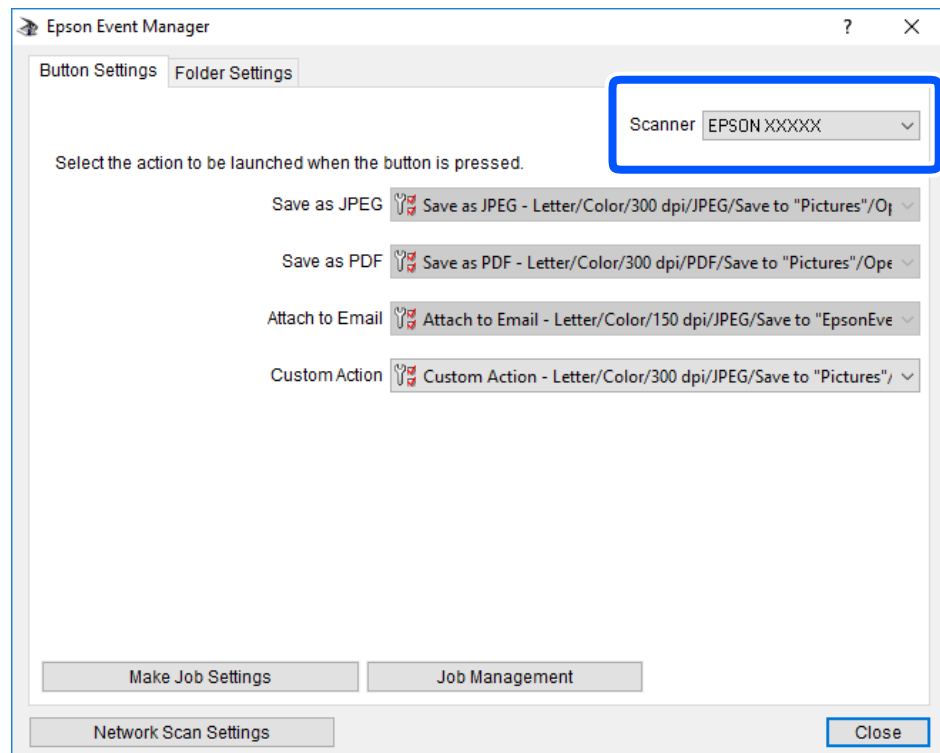 Epson Event Manager
Button Settings
Folder Settings
Scanner EPSON XXXXX
Select the action to be launched when the button is pressed.
Save as JPEG Save as JPEG - Letter/Color/300 dpi/JPEG/Save to "Pictures"/Op
Save as PDF Save as PDF - Letter/Color/300 dpi/PDF/Save to "Pictures"/Ope
Attach to Email Attach to Email - Letter/Color/150 dpi/JPEG/Save to "EpsonEve
Custom Action Custom Action - Letter/Color/300 dpi/JPEG/Save to "Pictures"/
Make Job Settings
Job Management
Network Scan Settings
Close